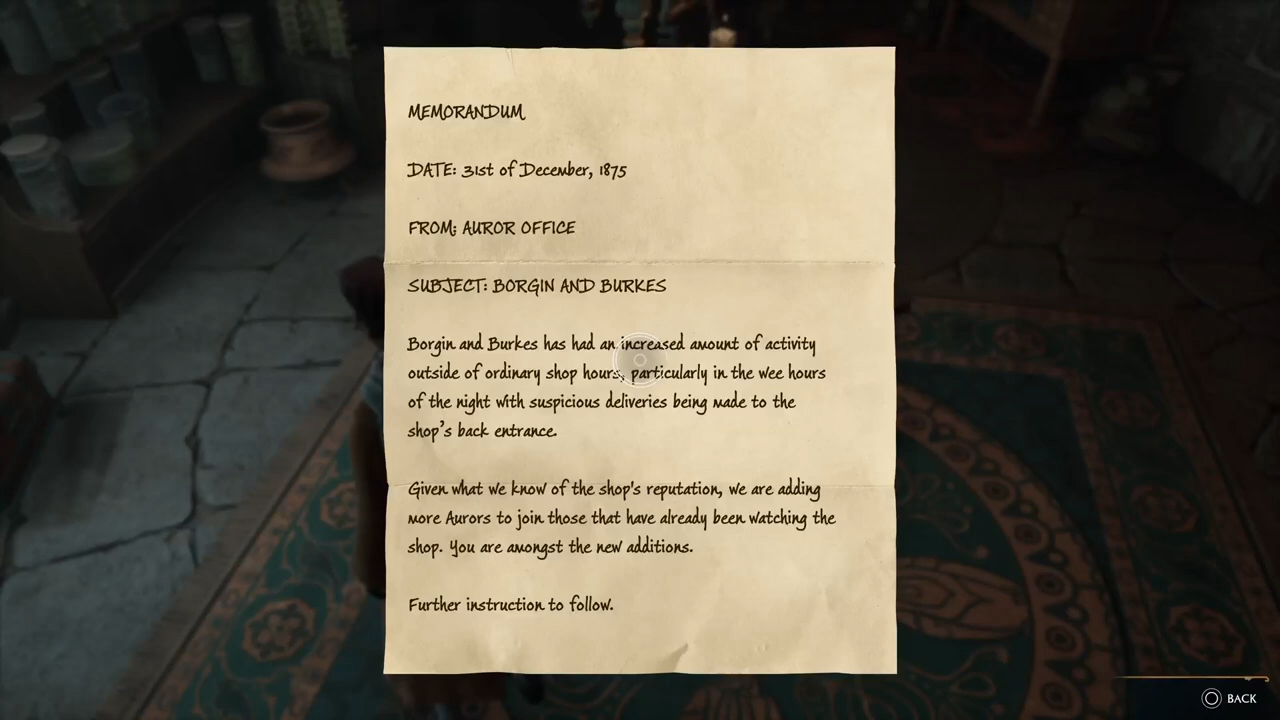 MEMORANDUM
DATE: 31st of December, 1875
FROM: AUROR OFFICE
SUBJECT: BORGIN AND BURKES
Borgin and Burkes has had an increased amount of activity
outside of ordinary shop hours, particularly in the wee hours
of the night with suspicious deliveries being made to the
shop's back entrance.
Given what we know of the shop's reputation, we are adding
more Aurors to join those that have already been watching the
shop. You are amongst the new additions.
Further instruction to follow.
BACK